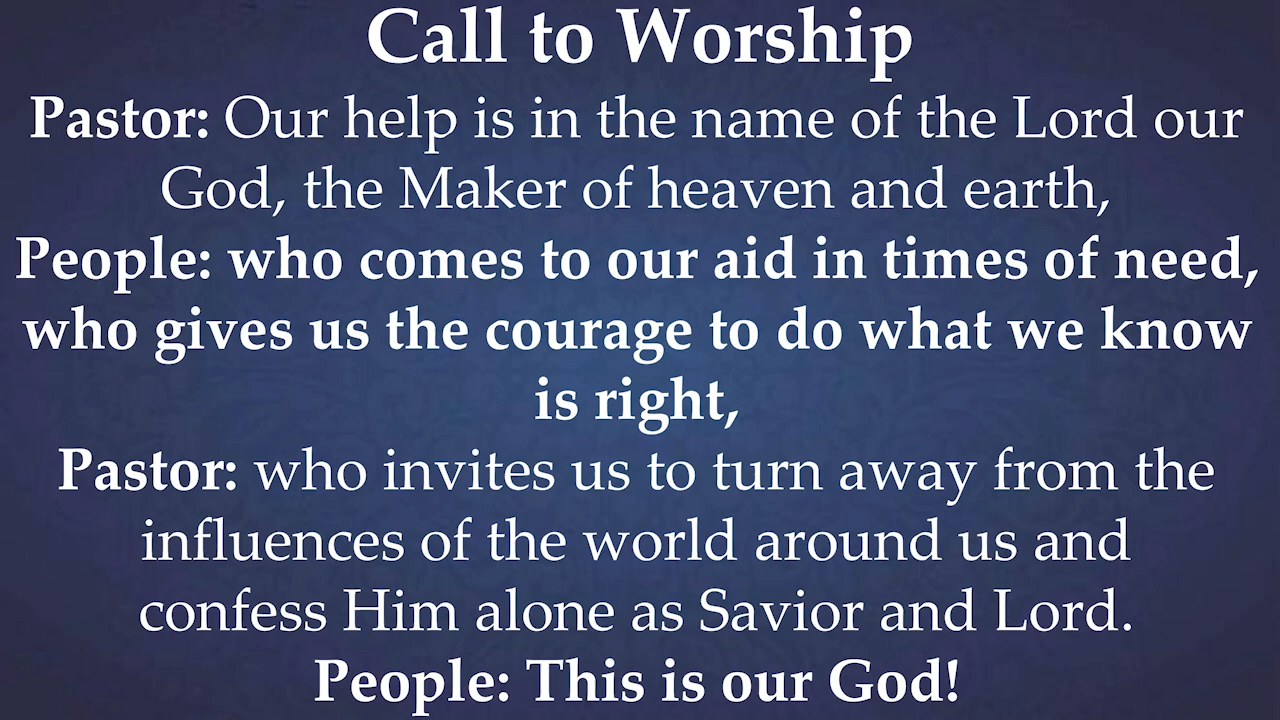 Call to Worship
Pastor: Our help is in the name of the Lord our
God, the Maker of heaven and earth,
People: who comes to our aid in times of need,
who gives us the courage to do what we know
is right,
Pastor: who invites us to turn away from the
influences of the world around us and
confess Him alone as Savior and Lord.
People: This is our God!